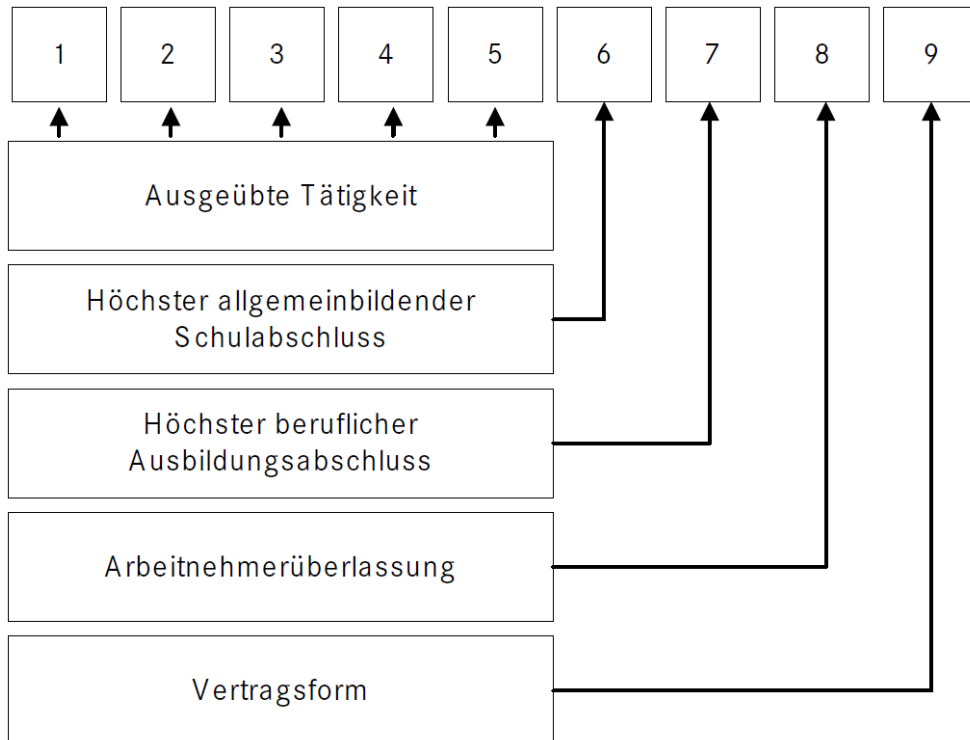 1 2 3 4 5 6 7 8 9
Ausgeübte Tätigkeit
Höchster allgemeinbildender
Schulabschluss
Höchster beruflicher
Ausbildungsabschluss
Arbeitnehmerüberlassung
Vertragsform